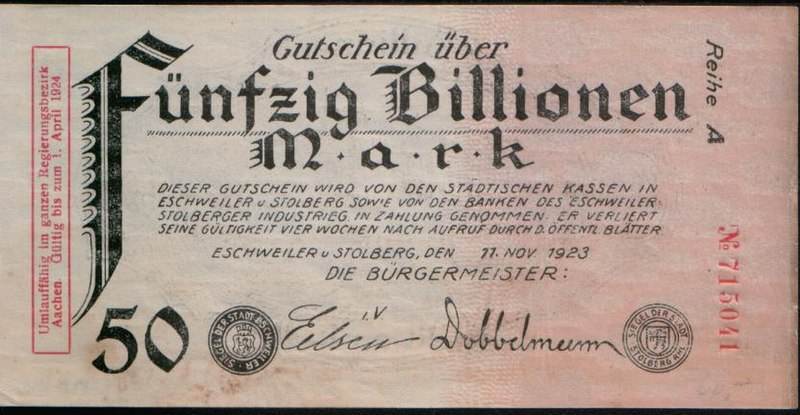 Gutschein über
Fünfzig Billionen
M·a·r·k
DIESER GUTSCHEIN WIRD VON DEN STÄDTISCHEN KASSEN IN
ESCHWEILER u. STOLBERG SOWIE VON DEN BANKEN DES ESCHWEILER-
STOLBERGER INDUSTRIEG. IN ZAHLUNG GENOMMEN. ER VERLIERT
SEINE GÜLTIGKEIT VIER WOCHEN NACH AUFRUF DURCH D. ÖFFENTL. BLÄTTER.
ESCHWEILER u STOLBERG, DEN 11. NOV 1923
DIE BÜRGERMEISTER:
50
SIEGEL DER STADT ESCHWEILER
i.V
SIEGEL DER STADT
STOLBERG RHL
Umlauffähig im ganzen Regierungsbezirk
Aachen. Gültig bis zum 1. April 1924
Reihe A
№ 715041